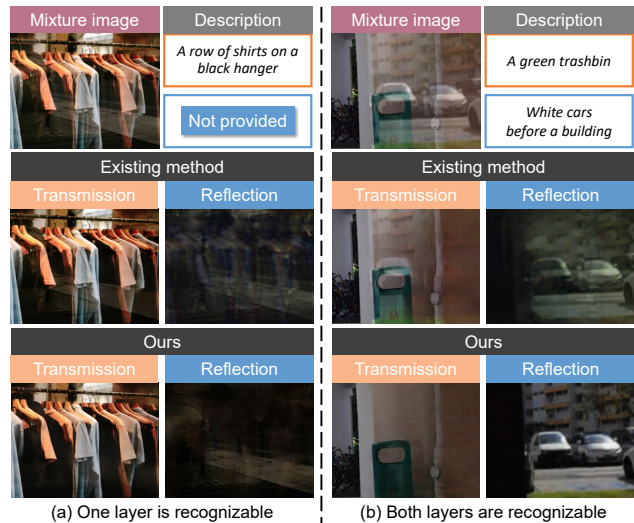 Mixture image
Description
A row of shirts on a
black hanger
Not provided
Existing method
Transmission
Reflection
Ours
Transmission
Reflection
(a) One layer is recognizable
Mixture image
Description
A green trashbin
White cars
before a building
Existing method
Transmission
Reflection
Ours
Transmission
Reflection
(b) Both layers are recognizable